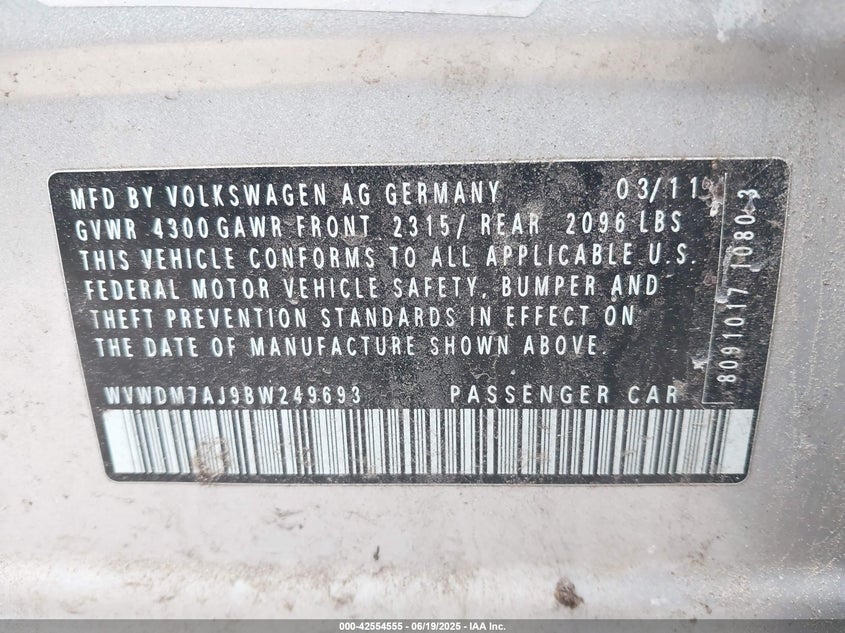 MFD BY VOLKSWAGEN AG GERMANY 03/11
GVWR 4300 GAWR FRONT 2315/ REAR 2096 LBS
THIS VEHICLE CONFORMS TO ALL APPLICABLE U.S.
FEDERAL MOTOR VEHICLE SAFETY, BUMPER AND
THEFT PREVENTION STANDARDS IN EFFECT ON
THE DATE OF MANUFACTURE SHOWN ABOVE.
WVWDM7AJ9BW249693 PASSENGER CAR
8091017 1080 3
000-42554555 - 06/19/2025 - IAA Inc.